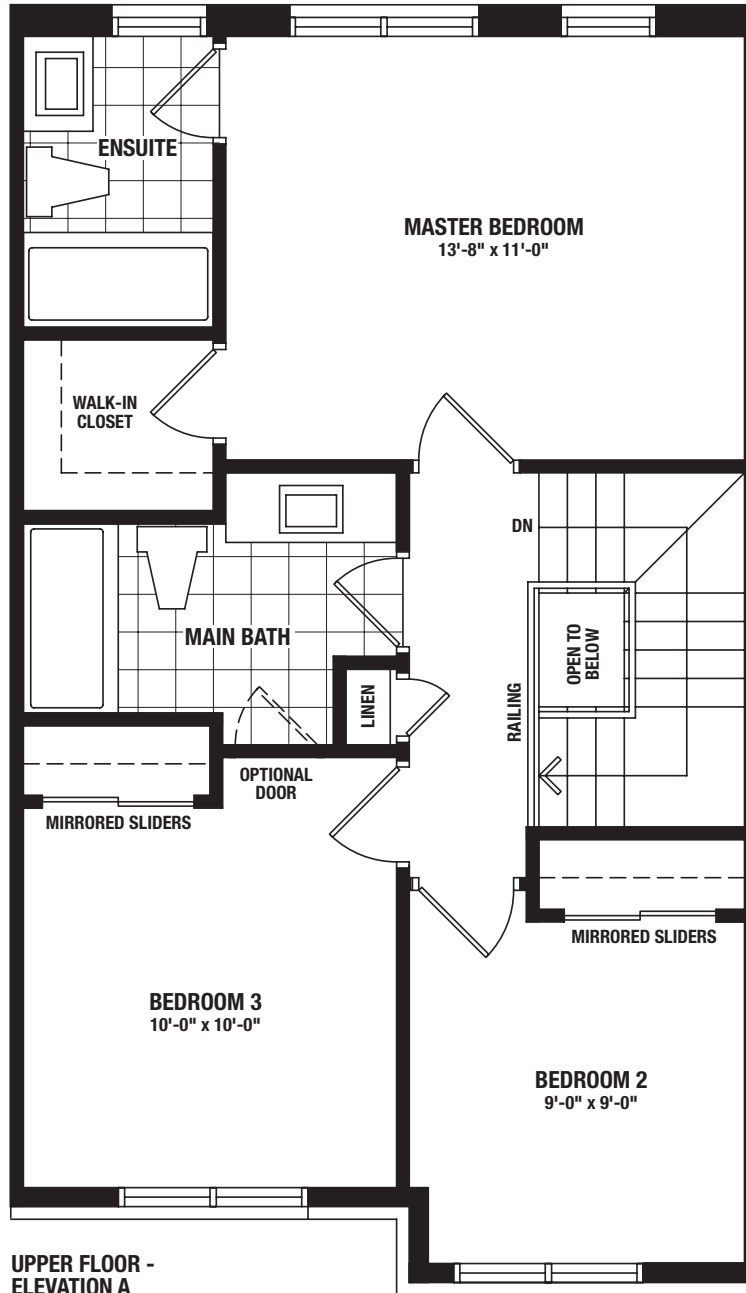 ENSUITE
MASTER BEDROOM
13'-8" x 11'-0"
WALK-IN
CLOSET
DN
MAIN BATH
OPEN TO
BELOW
RAILING
LINEN
OPTIONAL
DOOR
MIRRORED SLIDERS
MIRRORED SLIDERS
BEDROOM 3
10'-0" x 10'-0"
BEDROOM 2
9'-0" x 9'-0"
UPPER FLOOR -
ELEVATION A